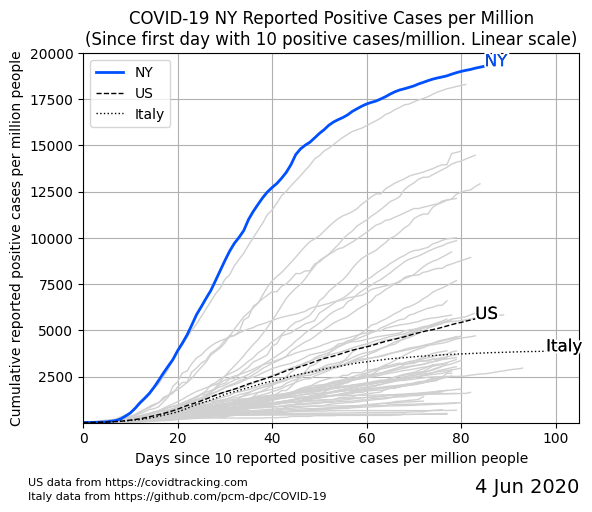 COVID-19 NY Reported Positive Cases per Million
(Since first day with 10 positive cases/million. Linear scale)
Cumulative reported positive cases per million people
20000
17500
15000
12500
10000
7500
5000
2500
NY
US
Italy
NY
US
Italy
0 20 40 60 80 100
Days since 10 reported positive cases per million people
US data from https://covidtracking.com
Italy data from https://github.com/pcm-dpc/COVID-19
4 Jun 2020